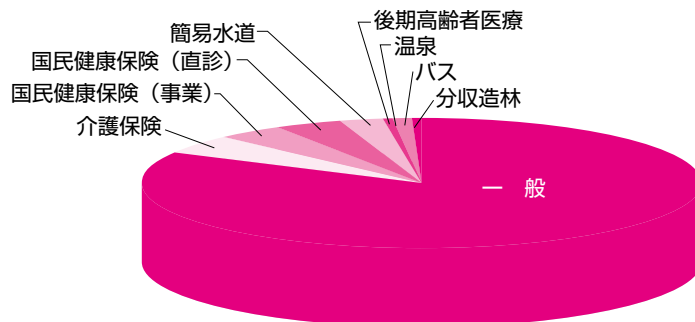 後期高齢者医療
簡易水道
温泉
国民健康保険（直診）
バス
国民健康保険（事業）
分収造林
介護保険
一　般